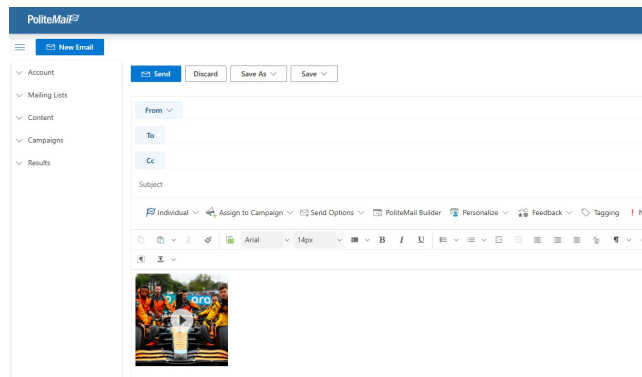 PoliteMail
New Email
Account
Mailing Lists
Content
Campaigns
Results
Send Discard Save As Save
From
To
Cc
Subject
Individual Assign to Campaign Send Options PoliteMail Builder Personalize Feedback Tagging ! N
Arial 14px B I U